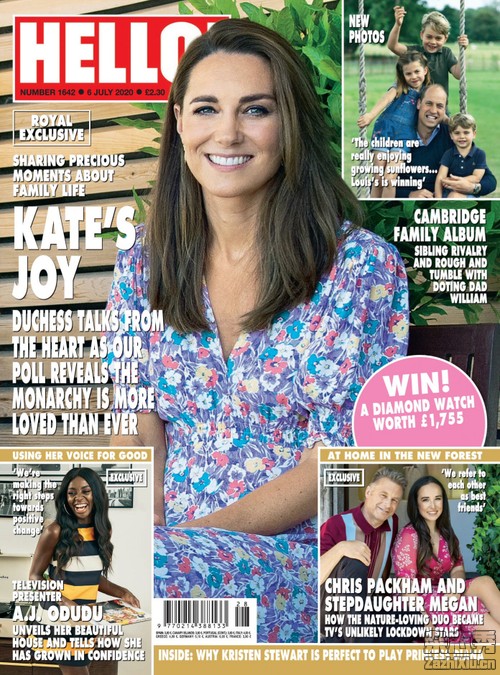 HELLO!
NUMBER 1642 • 6 JULY 2020 • £2.30
ROYAL
EXCLUSIVE
SHARING PRECIOUS
MOMENTS ABOUT
FAMILY LIFE
KATE'S
JOY
DUCHESS TALKS FROM
THE HEART AS OUR
POLL REVEALS THE
MONARCHY IS MORE
LOVED THAN EVER
NEW
PHOTOS
'The children are
really enjoying
growing sunflowers...
Louis's is winning'
CAMBRIDGE
FAMILY ALBUM
SIBLING RIVALRY
AND ROUGH AND
TUMBLE WITH
DOTING DAD
WILLIAM
WIN!
A DIAMOND WATCH
WORTH £1,755
USING HER VOICE FOR GOOD
'We're
making the
right steps
towards
positive
change'
EXCLUSIVE
TELEVISION
PRESENTER
A.J. ODUDU
UNVEILS HER BEAUTIFUL
HOUSE AND TELLS HOW SHE
HAS GROWN IN CONFIDENCE
28
9 770214 388135
AT HOME IN THE NEW FOREST
EXCLUSIVE
'We refer to
each other
as best
friends'
CHRIS PACKHAM AND
STEPDAUGHTER MEGAN
HOW THE NATURE-LOVING DUO BECAME
TV'S UNLIKELY LOCKDOWN STARS
INSIDE: WHY KRISTEN STEWART IS PERFECT TO PLAY PRINCESS DIANA
ZaZhiXiu.cn